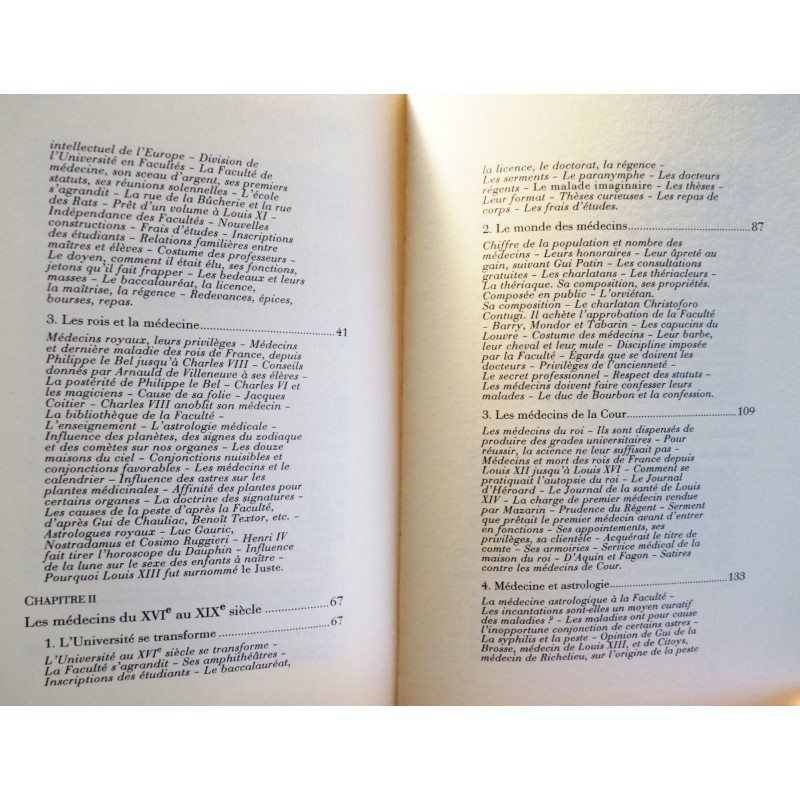 intellectuel de l'Europe - Division de
l'Université en Facultés - La Faculté de
médecine, son sceau d'argent, ses premiers
statuts, ses réunions solennelles - L'école
s'agrandit - La rue de la Bûcherie et la rue
des Rats - Prêt d'un volume à Louis XI -
Indépendance des Facultés - Nouvelles
constructions - Frais d'études - Inscriptions
des étudiants - Relations familières entre
maîtres et élèves - Costume des professeurs -
Le doyen, comment il était élu, ses fonctions,
jetons qu'il fait frapper - Les bedeaux et leurs
masses - Le baccalauréat, la licence,
la maîtrise, la régence - Redevances, épices,
bourses, repas.
3. Les rois et la médecine....................................41
Médecins royaux, leurs privilèges - Médecins
et dernière maladie des rois de France, depuis
Philippe le Bel jusqu'à Charles VIII - Conseils
donnés par Arnauld de Villeneuve à ses élèves -
La postérité de Philippe le Bel - Charles VI et
les magiciens - Cause de sa folie - Jacques
Coitier - Charles VIII anoblit son médecin -
La bibliothèque de la Faculté -
L'enseignement - L'astrologie médicale -
Influence des planètes, des signes du zodiaque
et des comètes sur nos organes - Les douze
maisons du ciel - Conjonctions nuisibles et
conjonctions favorables - Les médecins et le
calendrier - Influence des astres sur les
plantes médicinales - Affinité des plantes pour
certains organes - La doctrine des signatures -
Les causes de la peste d'après la Faculté,
d'après Gui de Chauliac, Benoît Textor, etc. -
Astrologues royaux - Luc Gauric,
Nostradamus et Cosimo Ruggieri - Henri IV
fait tirer l'horoscope du Dauphin - Influence
de la lune sur le sexe des enfants à naître -
Pourquoi Louis XIII fut surnommé le Juste.
CHAPITRE II
Les médecins du XVIe au XIXe siècle ................67
1. L'Université se transforme ...........................67
L'Université au XVIe siècle se transforme -
La Faculté s'agrandit - Ses amphithéâtres -
Inscriptions des étudiants - Le baccalauréat,
la licence, le doctorat, la régence -
Les serments - Le paranymphe - Les docteurs
régents - Le malade imaginaire - Les thèses -
Leur format - Thèses curieuses - Les repas de
corps - Les frais d'études.
2. Le monde des médecins..................................87
Chiffre de la population et nombre des
médecins - Leurs honoraires - Leur âpreté au
gain, suivant Gui Patin - Les consultations
gratuites - Les charlatans - Les thériacleurs -
La thériaque. Sa composition, ses propriétés.
Composée en public - L'orviétan.
Sa composition - Le charlatan Christoforo
Contugi. Il achète l'approbation de la Faculté
- Barry, Mondor et Tabarin - Les capucins du
Louvre - Costume des médecins - Leur barbe,
leur cheval et leur mule - Discipline imposée
par la Faculté - Égards que se doivent les
docteurs - Privilèges de l'ancienneté -
Le secret professionnel - Respect des statuts -
Les médecins doivent faire confesser leurs
malades - Le duc de Bourbon et la confession.
3. Les médecins de la Cour..............................109
Les médecins du roi - Ils sont dispensés de
produire des grades universitaires - Pour
réussir, la science ne leur suffisait pas -
Médecins et mort des rois de France depuis
Louis XII jusqu'à Louis XVI - Comment se
pratiquait l'autopsie du roi - Le Journal
d'Héroard - Le Journal de la santé de Louis
XIV - La charge de premier médecin vendue
par Mazarin - Prudence du Régent - Serment
que prêtait le premier médecin avant d'entrer
en fonctions - Ses appointements, ses
privilèges, sa clientèle - Acquérait le titre de
comte - Ses armoiries - Service médical de la
maison du roi - D'Aquin et Fagon - Satires
contre les médecins de Cour.
4. Médecine et astrologie................................133
La médecine astrologique à la Faculté -
Les incantations sont-elles un moyen curatif
des maladies ? - Les maladies ont pour cause
l'inopportune conjonction de certains astres -
La syphilis et la peste - Opinion de Gui de la
Brosse, médecin de Louis XIII, et de Citoys,
médecin de Richelieu, sur l'origine de la peste